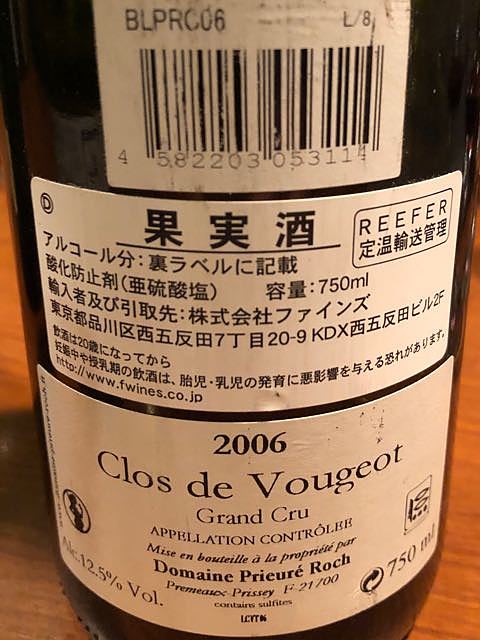 BLPRC06 L/8
4 582203 053114
Ⓓ
果実酒
REEFER
定温輸送管理
アルコール分：裏ラベルに記載
酸化防止剤（亜硫酸塩） 容量：750ml
輸入者及び引取先：株式会社ファインズ
東京都品川区西五反田7丁目20-9 KDX西五反田ビル2F
飲酒は20歳になってから
妊娠中や授乳期の飲酒は、胎児・乳児の発育に悪影響を与える恐れがあります。
http://www.fwines.co.jp
2006
Clos de Vougeot
Grand Cru
APPELLATION CONTRÔLÉE
Mise en bouteille à la propriété par
Domaine Prieuré Roch
Premeaux-Prissey F-21700
contains sulfites
Alc.12.5% Vol.
750 ml
LCVT06